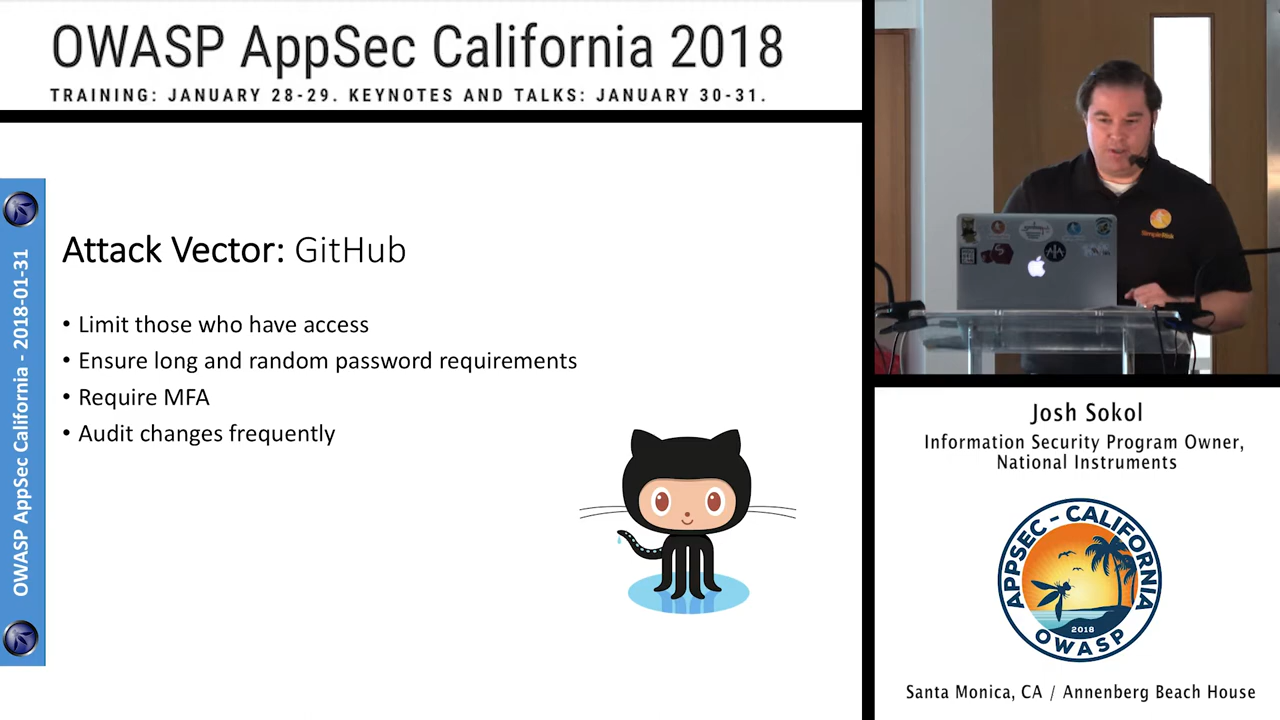 OWASP AppSec California 2018
TRAINING: JANUARY 28-29. KEYNOTES AND TALKS: JANUARY 30-31.
OWASP AppSec California - 2018-01-31
Attack Vector: GitHub
• Limit those who have access
• Ensure long and random password requirements
• Require MFA
• Audit changes frequently
Josh Sokol
Information Security Program Owner,
National Instruments
APPSEC - CALIFORNIA
2018
OWASP
Santa Monica, CA / Annenberg Beach House